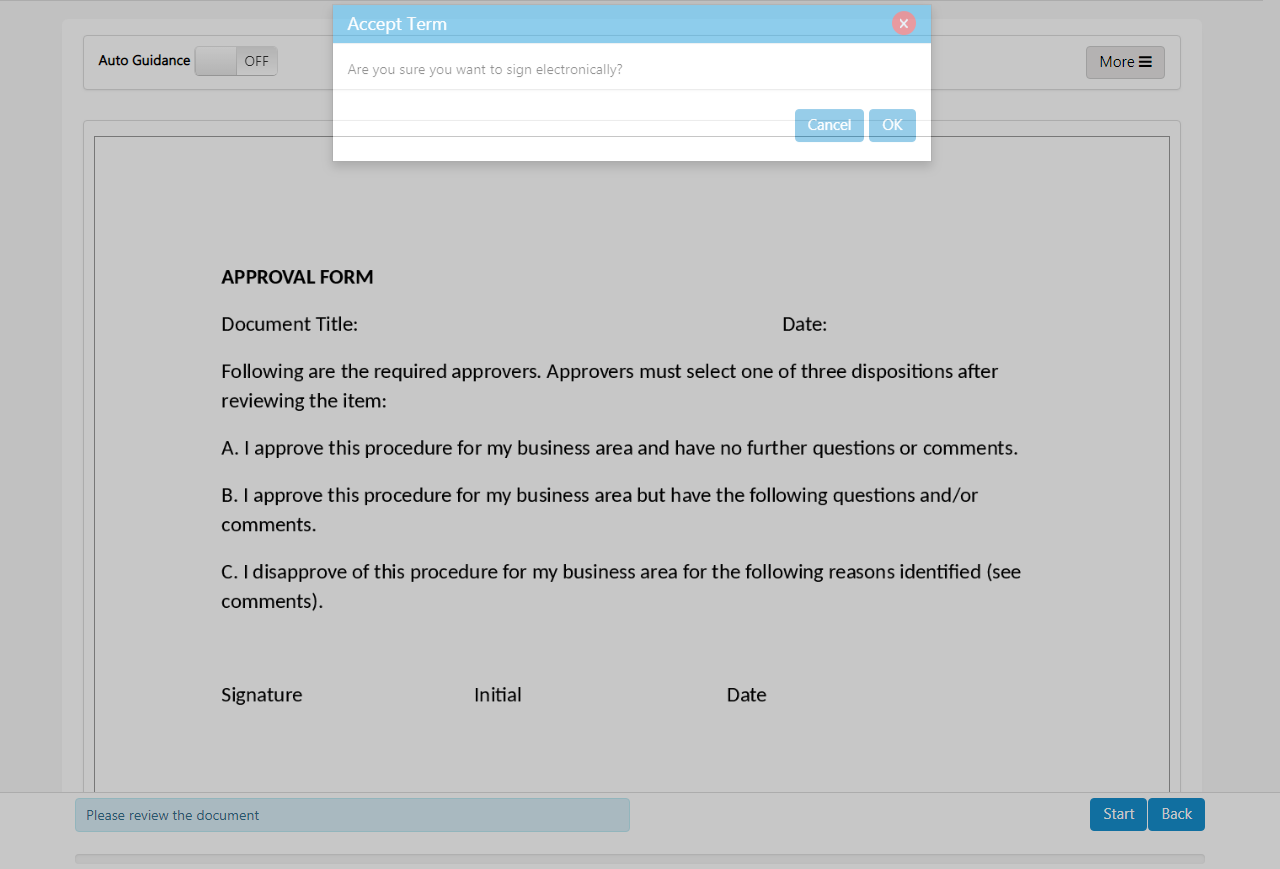 Accept Term
Are you sure you want to sign electronically?
Cancel OK
Auto Guidance OFF
More
APPROVAL FORM
Document Title: Date:
Following are the required approvers. Approvers must select one of three dispositions after
reviewing the item:
A. I approve this procedure for my business area and have no further questions or comments.
B. I approve this procedure for my business area but have the following questions and/or
comments.
C. I disapprove of this procedure for my business area for the following reasons identified (see
comments).
Signature Initial Date
Please review the document
Start Back